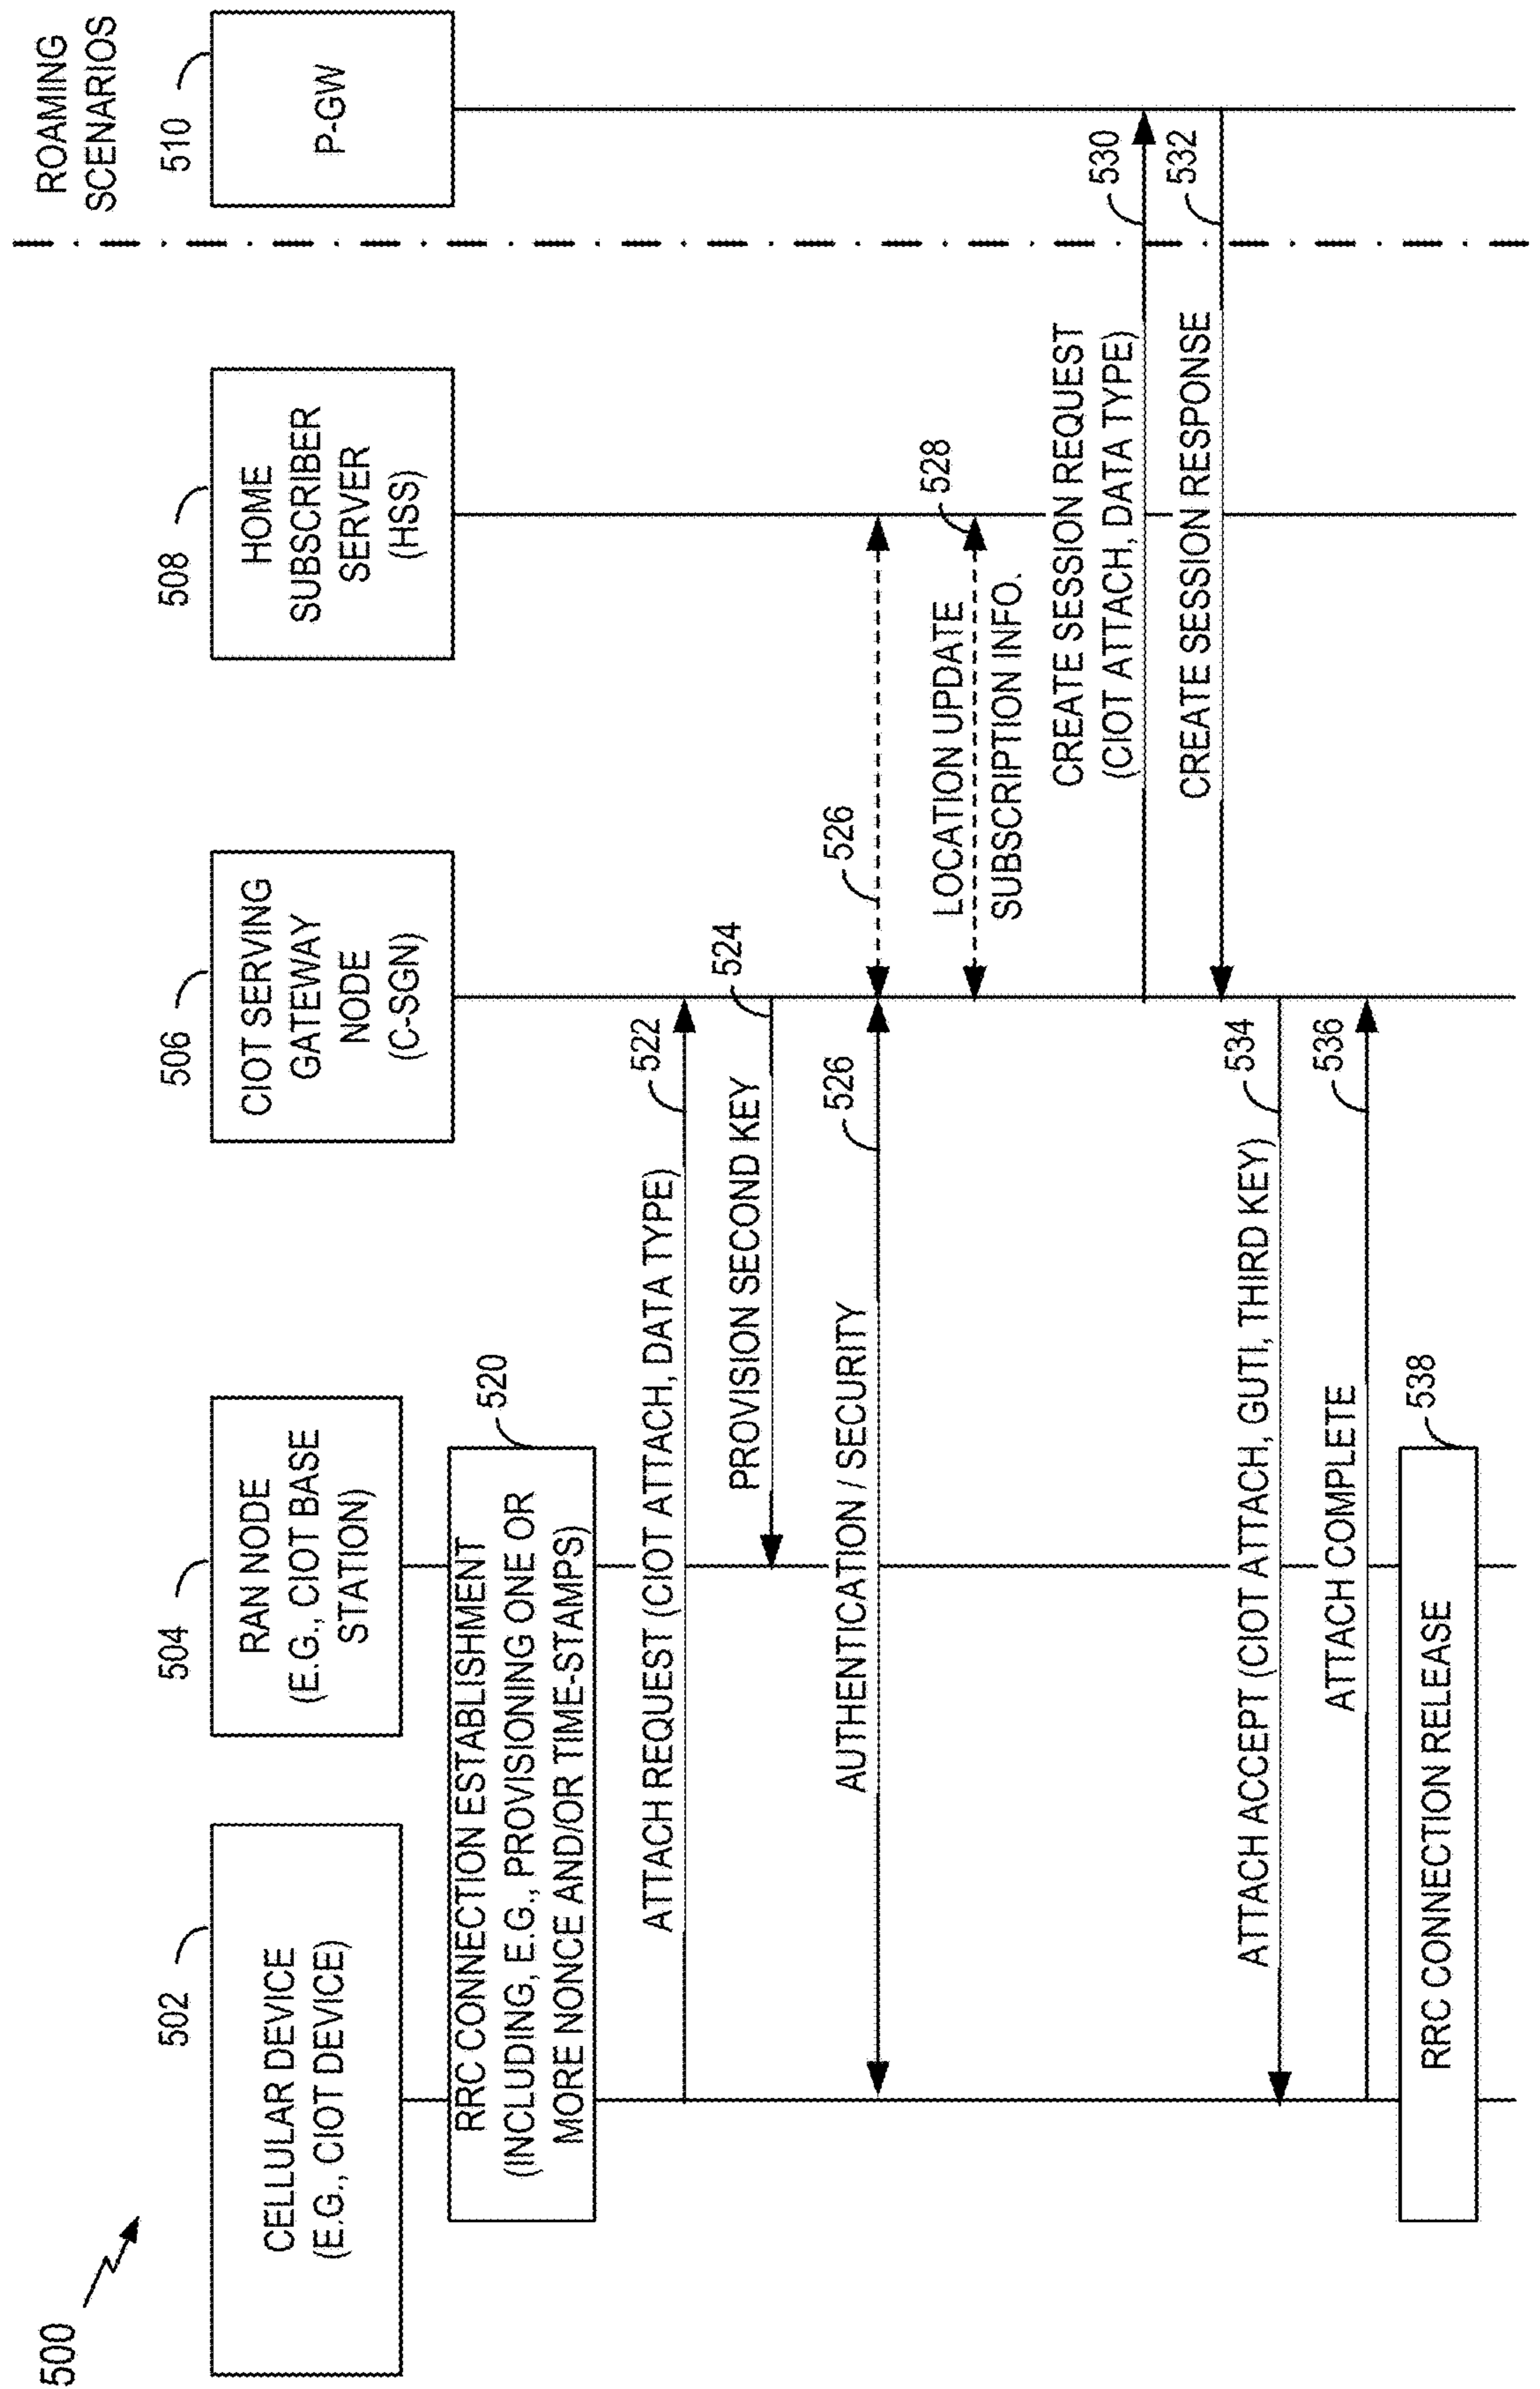 500
ROAMING
SCENARIOS
502
CELLULAR DEVICE
(E.G., CIOT DEVICE)
504
RAN NODE
(E.G., CIOT BASE
STATION)
506
CIOT SERVING
GATEWAY
NODE
(C-SGN)
508
HOME
SUBSCRIBER
SERVER
(HSS)
510
P-GW
520
RRC CONNECTION ESTABLISHMENT
(INCLUDING, E.G., PROVISIONING ONE OR
MORE NONCE AND/OR TIME-STAMPS)
ATTACH REQUEST (CIOT ATTACH, DATA TYPE)
522
PROVISION SECOND KEY
524
AUTHENTICATION / SECURITY
526
526
LOCATION UPDATE
528
SUBSCRIPTION INFO.
CREATE SESSION REQUEST
(CIOT ATTACH, DATA TYPE)
530
CREATE SESSION RESPONSE
532
ATTACH ACCEPT (CIOT ATTACH, GUTI, THIRD KEY)
534
ATTACH COMPLETE
536
RRC CONNECTION RELEASE
538